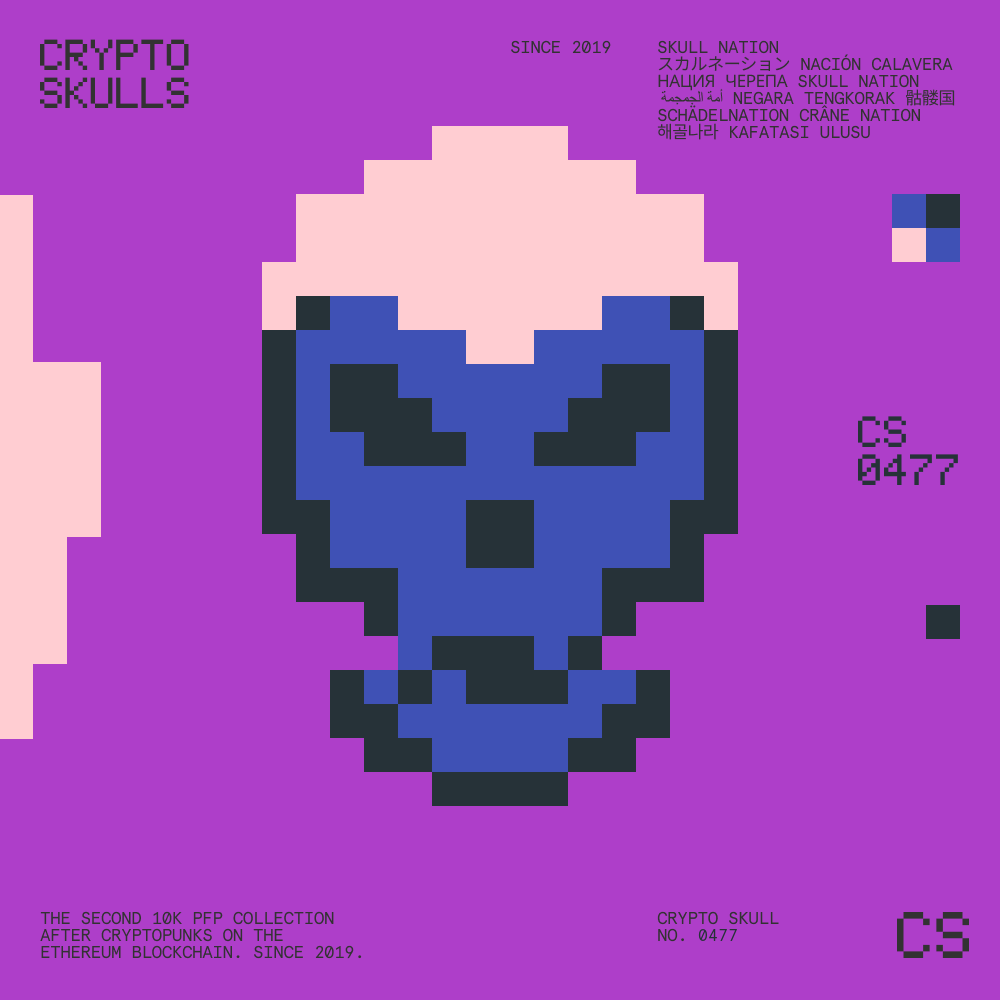 CRYPTO
SKULLS
SINCE 2019
SKULL NATION
スカルネーション NACIÓN CALAVERA
НАЦИЯ ЧЕРЕПА SKULL NATION
أمة الجمجمة NEGARA TENGKORAK 骷髅国
SCHÄDELNATION CRÂNE NATION
해골나라 KAFATASI ULUSU
CS
0477
THE SECOND 10K PFP COLLECTION
AFTER CRYPTOPUNKS ON THE
ETHEREUM BLOCKCHAIN. SINCE 2019.
CRYPTO SKULL
NO. 0477
CS